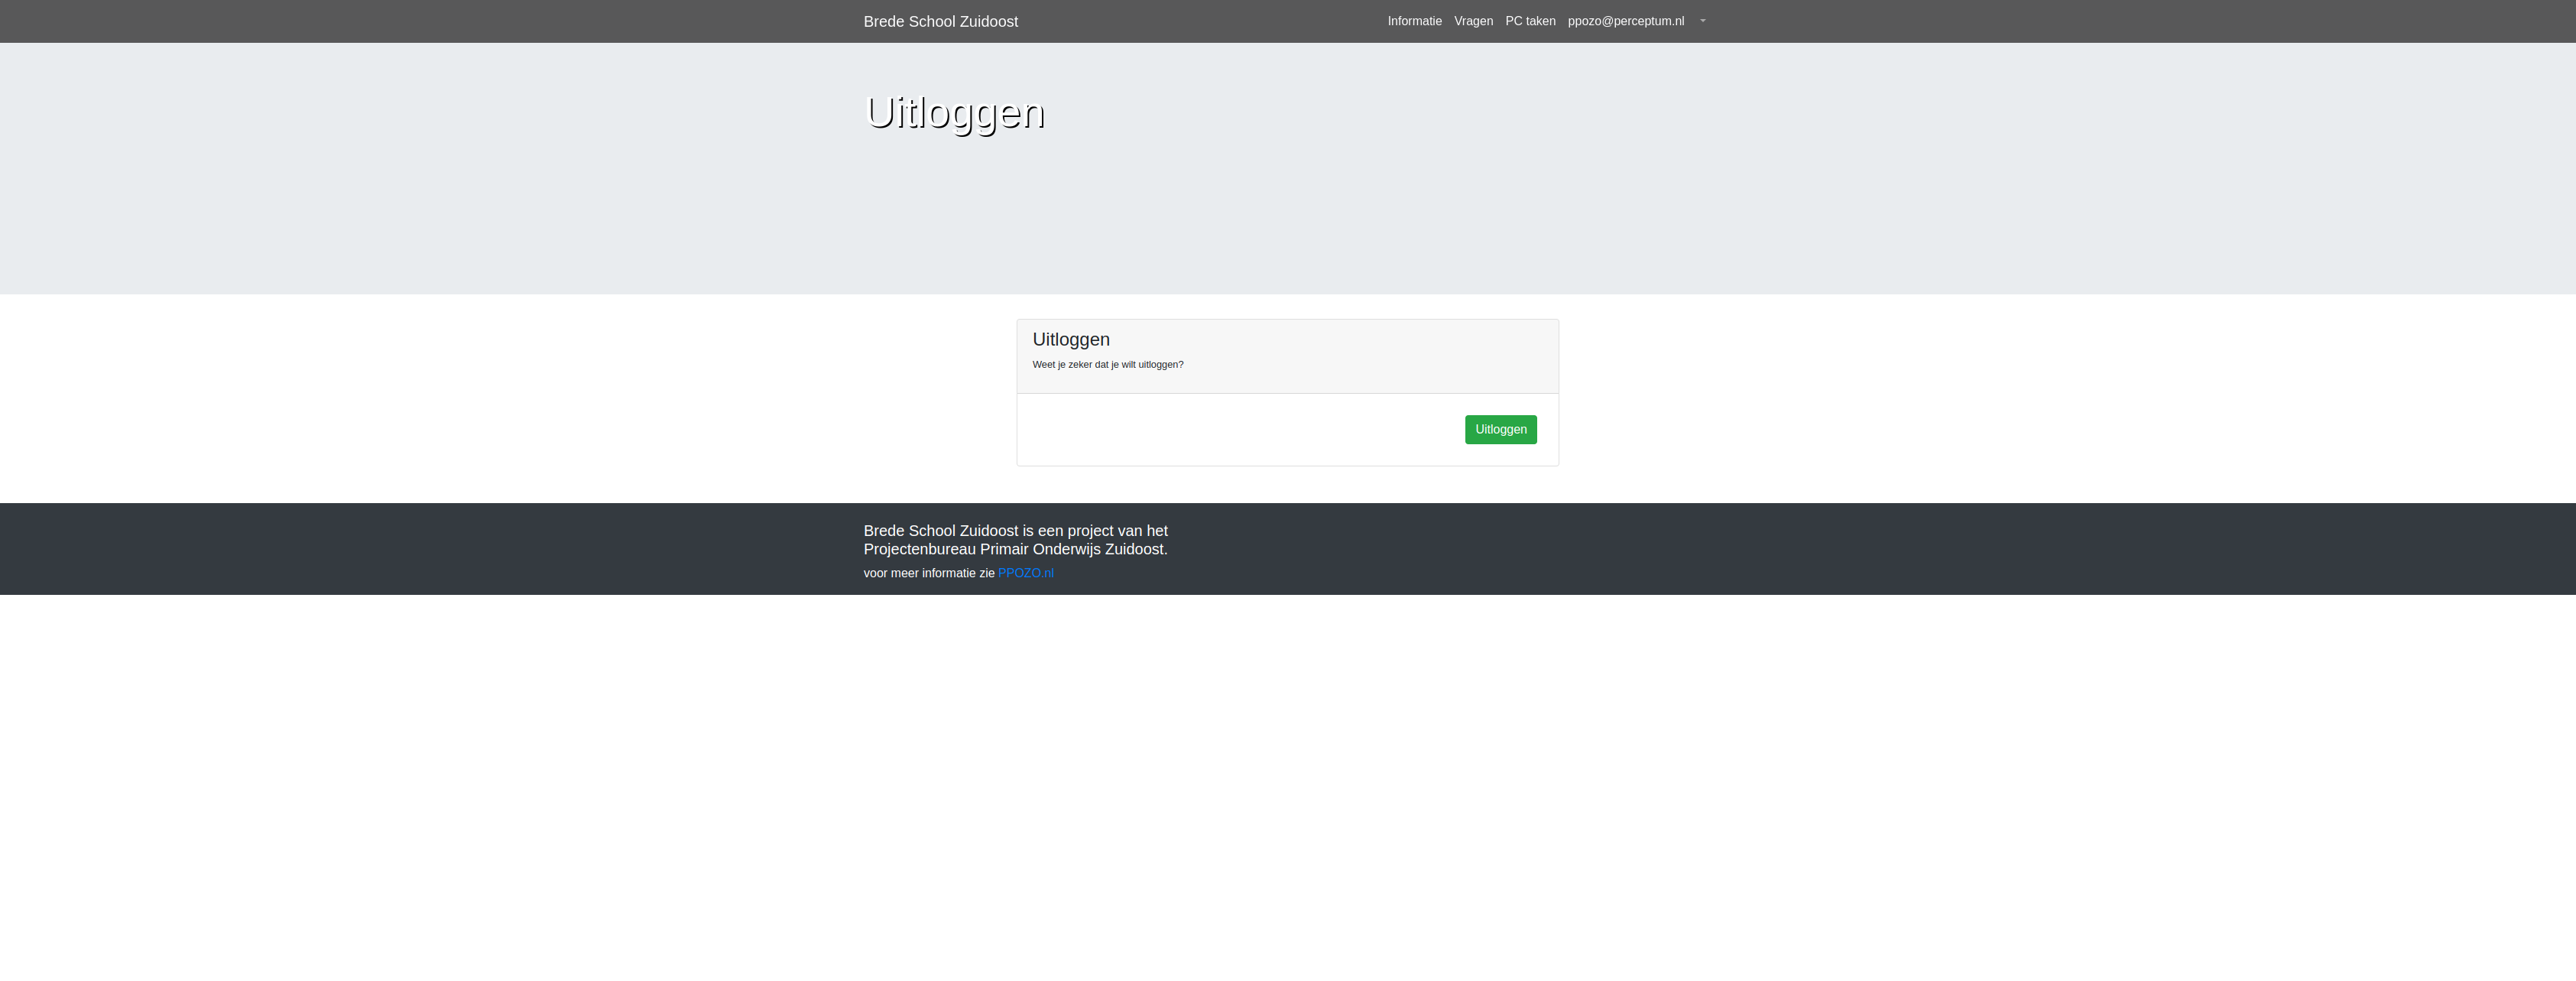 Brede School Zuidoost
Informatie Vragen PC taken ppozo@perceptum.nl
Uitloggen
Uitloggen
Weet je zeker dat je wilt uitloggen?
Uitloggen
Brede School Zuidoost is een project van het
Projectenbureau Primair Onderwijs Zuidoost.
voor meer informatie zie PPOZO.nl